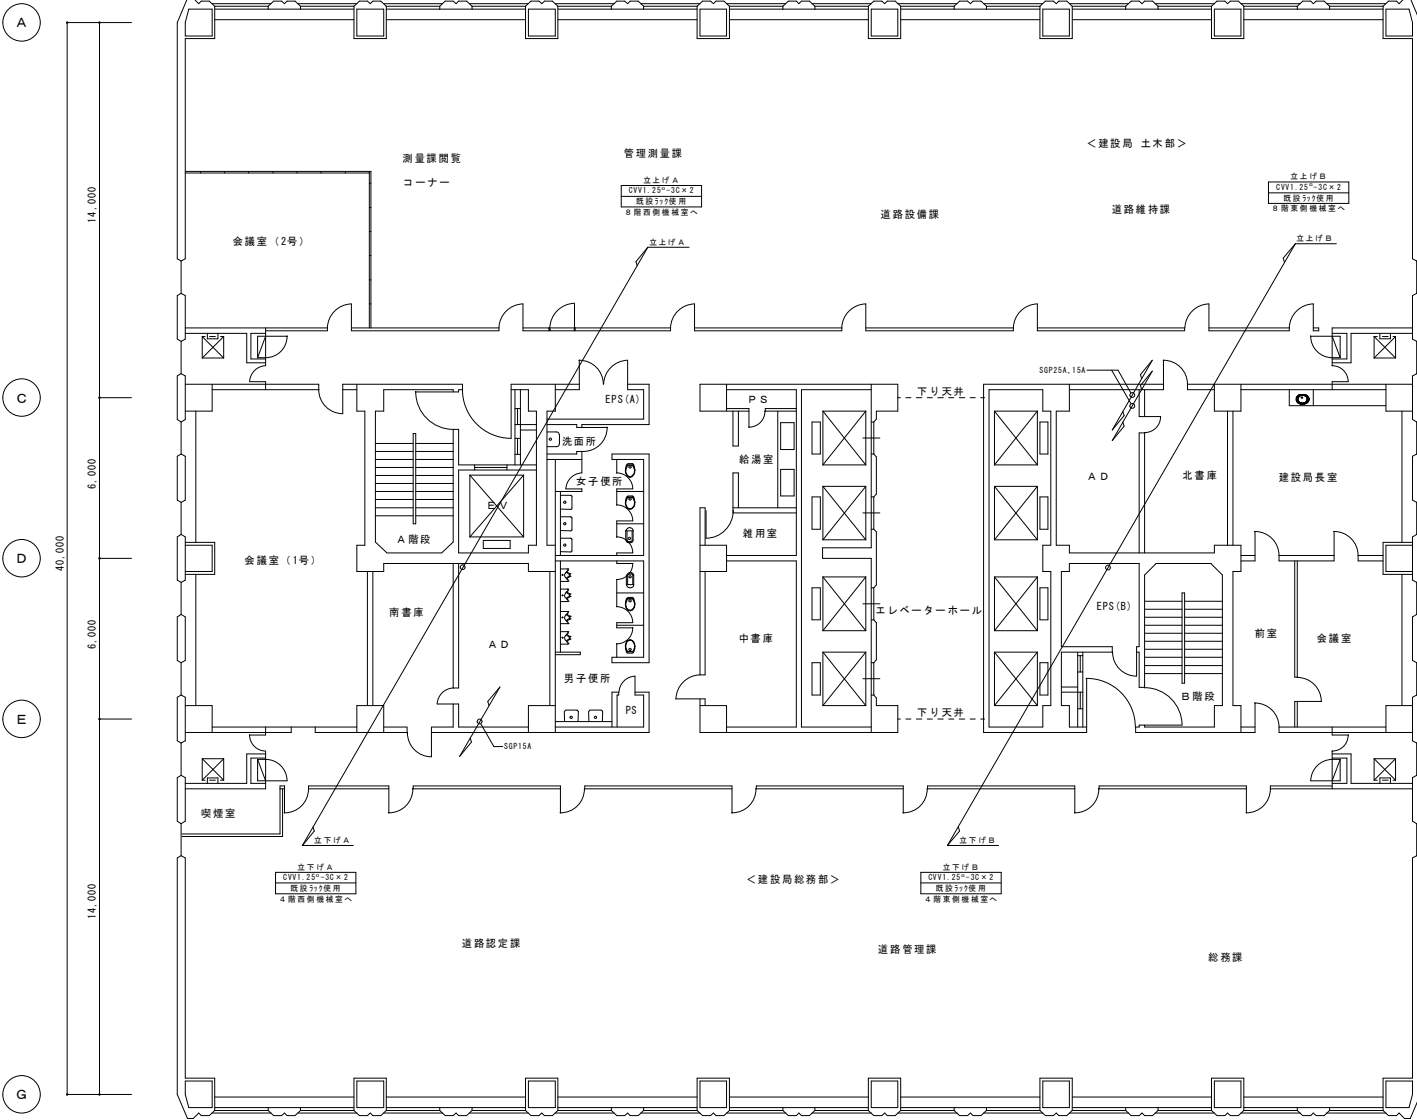 A
測量課閲覧
コーナー
管理測量課
<建設局 土木部>
立上げA
CVV1.25□-3C×2
既設ラック使用
8階西側機械室へ
立上げB
CVV1.25□-3C×2
既設ラック使用
8階東側機械室へ
道路設備課
道路維持課
14,000
会議室 (2号)
立上げA
立上げB
SGP25A,15A
C
EPS(A)
PS
下り天井
洗面所
給湯室
女子便所
EV
AD
北書庫
建設局長室
6,000
A階段
雑用室
D
40,000
会議室 (1号)
南書庫
エレベーターホール
EPS(B)
前室
会議室
6,000
AD
中書庫
男子便所
B階段
PS
E
下り天井
SGP15A
喫煙室
立下げA
立下げB
立下げA
CVV1.25□-3C×2
既設ラック使用
4階西側機械室へ
立下げB
CVV1.25□-3C×2
既設ラック使用
4階東側機械室へ
<建設局総務部>
14,000
道路認定課
道路管理課
総務課
G